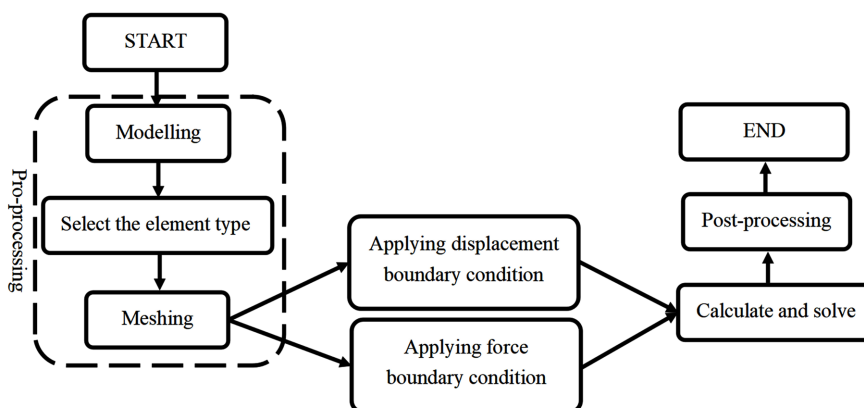 START
Modelling
Select the element type
Meshing
Pro-processing
Applying displacement
boundary condition
Applying force
boundary condition
Calculate and solve
Post-processing
END